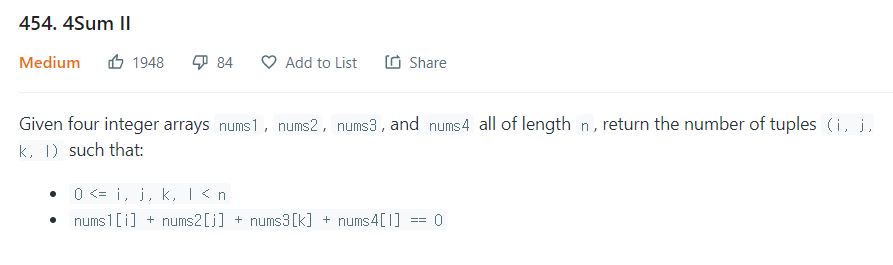 454. 4Sum II
Medium 1948 84 Add to List Share
Given four integer arrays nums1, nums2, nums3, and nums4 all of length n, return the number of tuples (i, j,
k, l) such that:
• 0 <= i, j, k, l < n
• nums1[i] + nums2[j] + nums3[k] + nums4[l] == 0